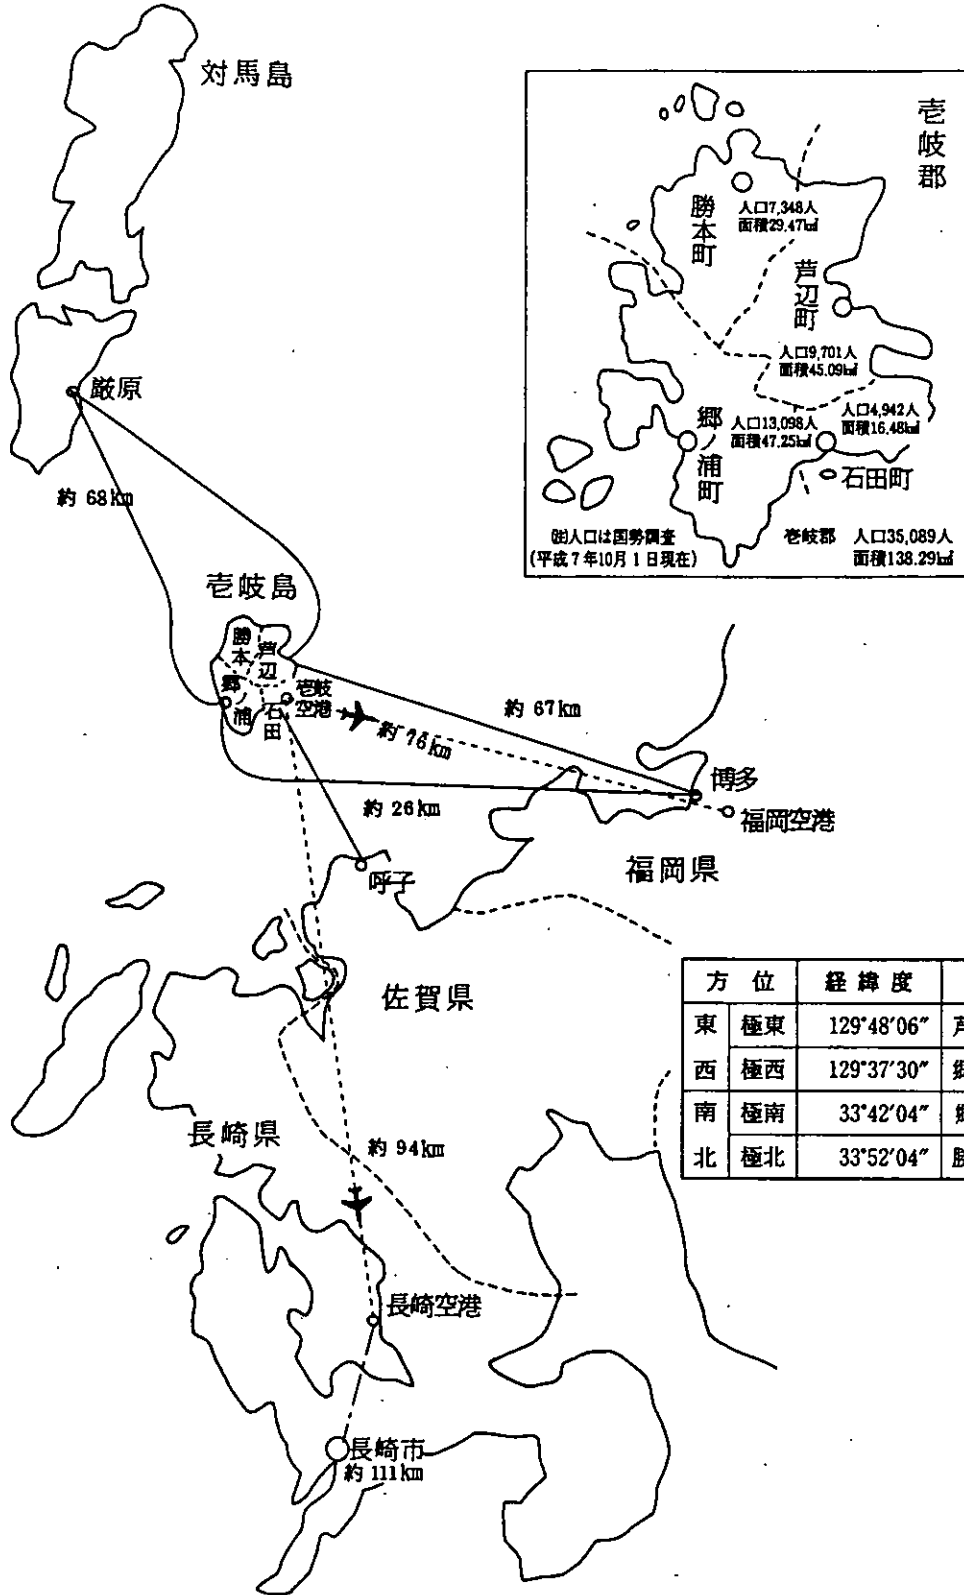 対馬島
厳原
約 68km
壱岐島
勝本
芦辺
郷ノ浦
石田
壱岐空港
約 67km
約 76km
約 26km
博多
福岡空港
呼子
福岡県
佐賀県
長崎県
約 94km
長崎空港
長崎市
約 111km
壱岐郡
勝本町
人口7,348人
面積29.47㎢
芦辺町
人口9,701人
面積45.09㎢
郷ノ浦町
人口13,098人
面積47.25㎢
人口4,942人
面積16.48㎢
石田町
㊟人口は国勢調査
(平成7年10月1日現在)
壱岐郡 人口35,089人
面積138.29㎢
方 位 経 緯 度
東 極東 129°48′06″
西 極西 129°37′30″
南 極南 33°42′04″
北 極北 33°52′04″